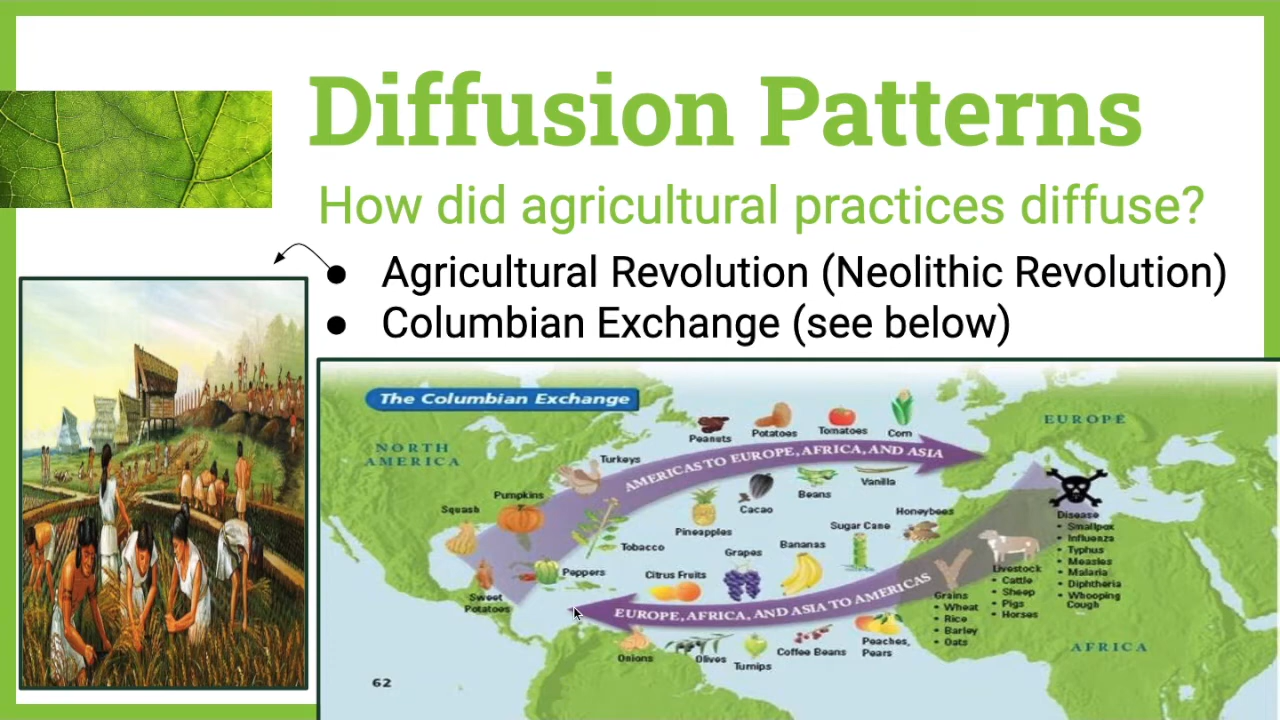 Diffusion Patterns
How did agricultural practices diffuse?
● Agricultural Revolution (Neolithic Revolution)
● Columbian Exchange (see below)
The Columbian Exchange
NORTH
AMERICA
EUROPE
Peanuts
Potatoes
Tomatoes
Corn
AMERICAS TO EUROPE, AFRICA, AND ASIA
Turkeys
Pumpkins
Squash
Vanilla
Beans
Cacao
Pineapples
Tobacco
Peppers
Sweet
Potatoes
Sugar Cane
Honeybees
Bananas
Grapes
Citrus Fruits
EUROPE, AFRICA, AND ASIA TO AMERICAS
Onions
Olives
Turnips
Coffee Beans
Peaches,
Pears
Grains
• Wheat
• Rice
• Barley
• Oats
Livestock
• Cattle
• Sheep
• Pigs
• Horses
Disease
• Smallpox
• Influenza
• Typhus
• Measles
• Malaria
• Diphtheria
• Whooping
Cough
AFRICA
62